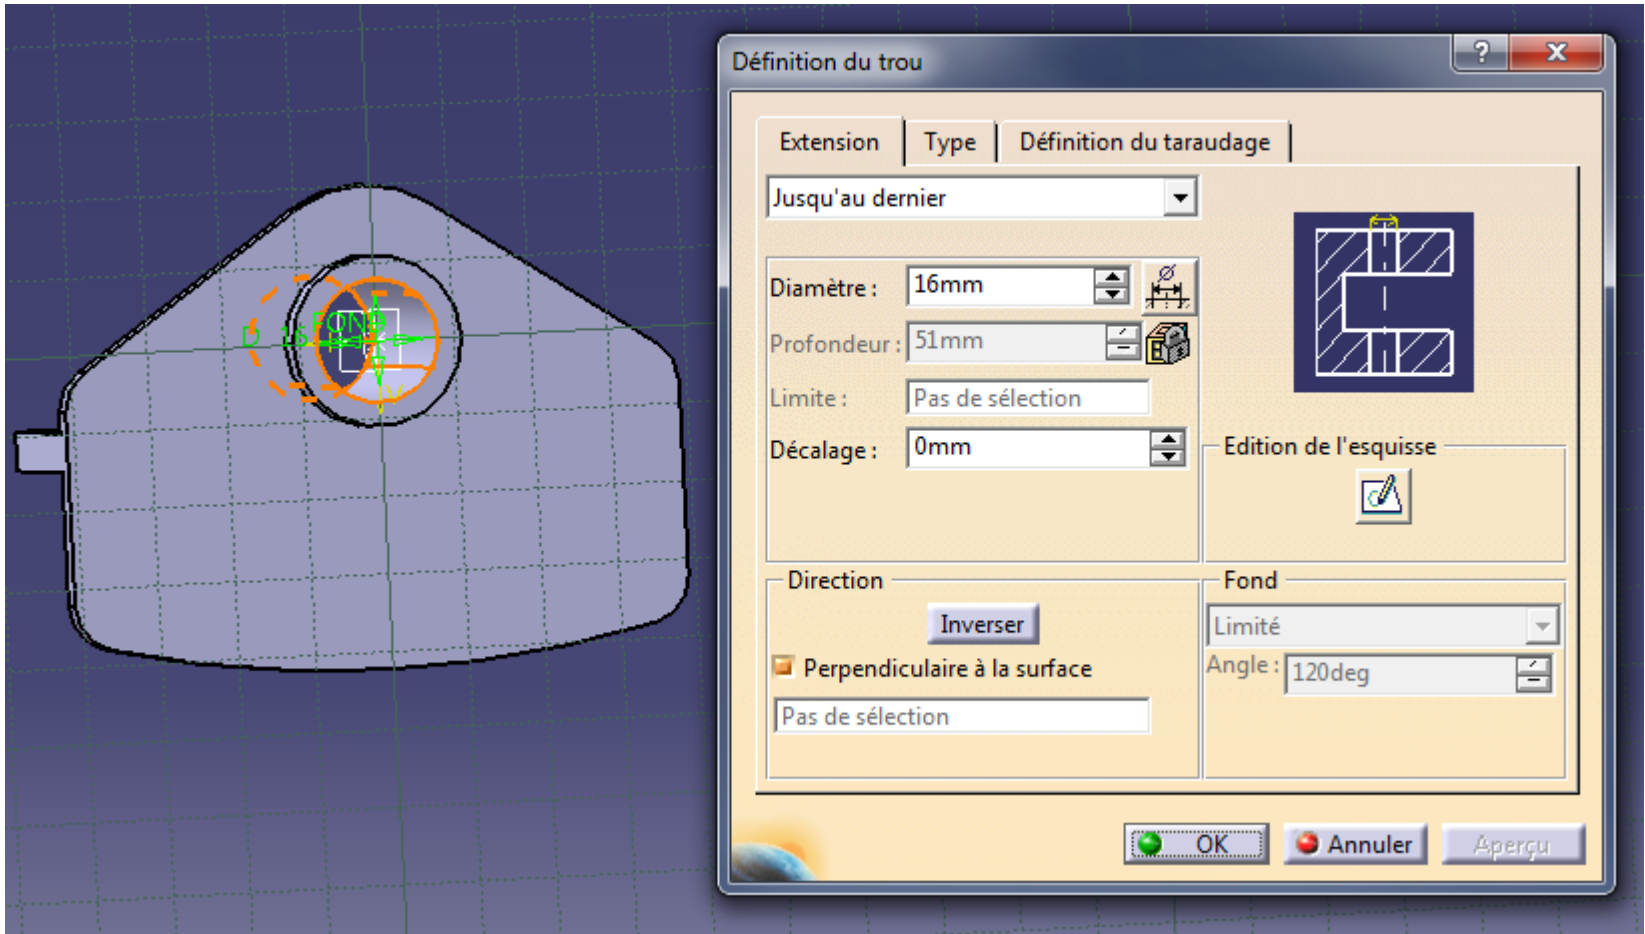 Définition du trou
?
X
Extension
Type
Définition du taraudage
Jusqu'au dernier
Diamètre :
16mm
Profondeur :
51mm
Limite :
Pas de sélection
Décalage :
0mm
Edition de l'esquisse
Direction
Inverser
Perpendiculaire à la surface
Pas de sélection
Fond
Limité
Angle :
120deg
OK
Annuler
Aperçu
D 16
FOND
V